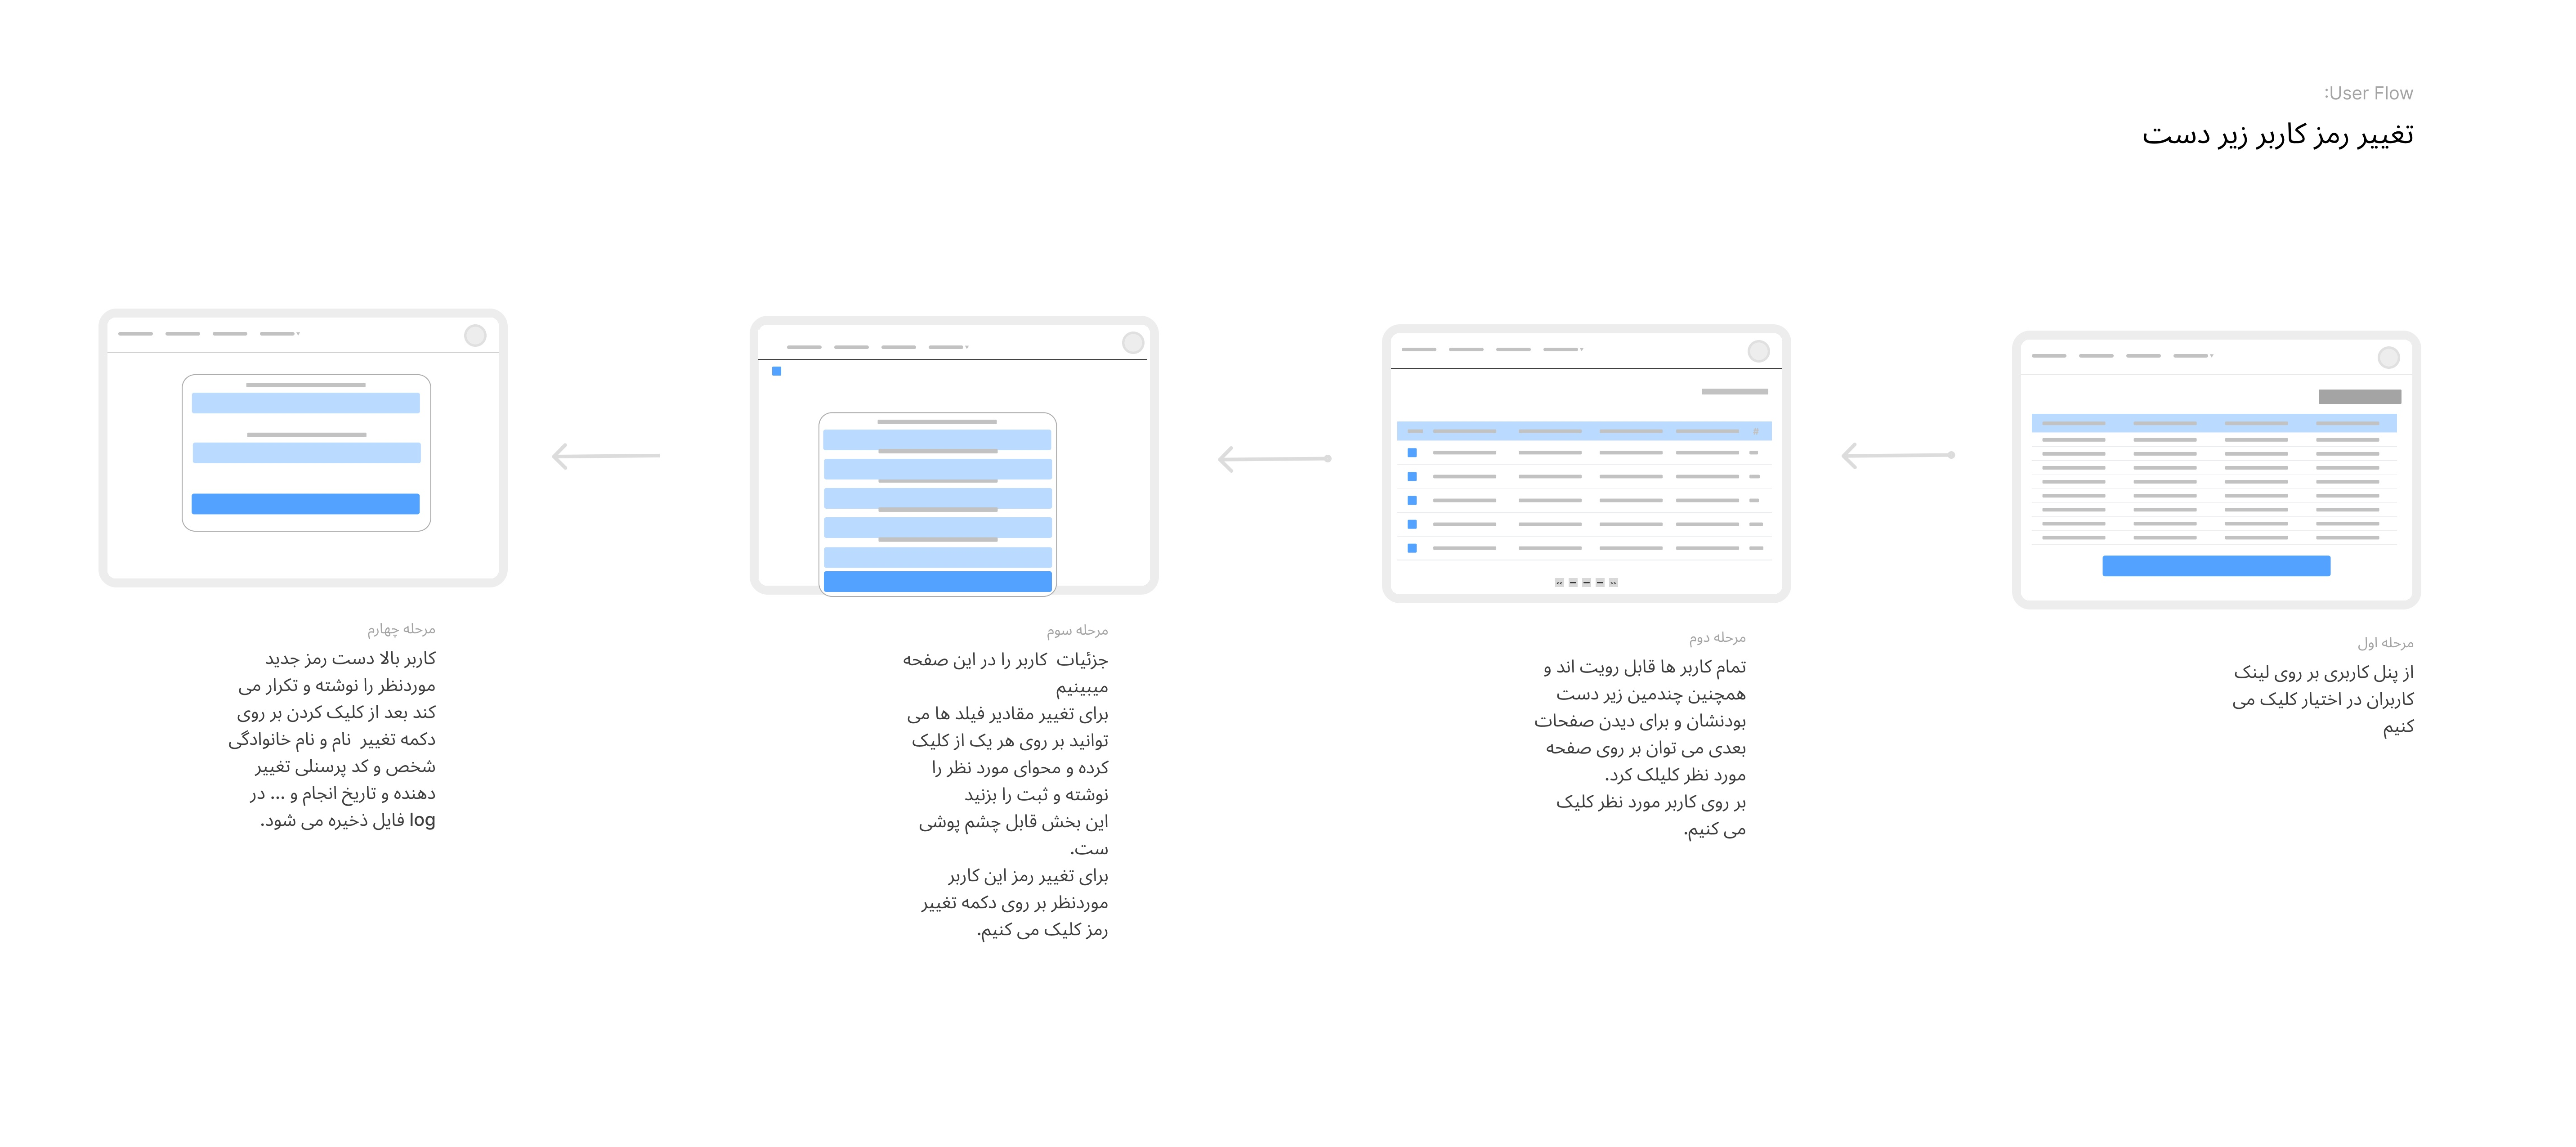 User Flow:
تغییر رمز کاربر زیر دست
مرحله اول
از پنل کاربری بر روی لینک
کاربران در اختیار کلیک می
کنیم
مرحله دوم
تمام کاربر ها قابل رویت اند و
همچنین چندمین زیر دست
بودنشان و برای دیدن صفحات
بعدی می توان بر روی صفحه
مورد نظر کلیلک کرد.
بر روی کاربر مورد نظر کلیک
می کنیم.
مرحله سوم
جزئیات کاربر را در این صفحه
میبینیم
برای تغییر مقادیر فیلد ها می
توانید بر روی هر یک از کلیک
کرده و محوای مورد نظر را
نوشته و ثبت را بزنید
این بخش قابل چشم پوشی
ست.
برای تغییر رمز این کاربر
موردنظر بر روی دکمه تغییر
رمز کلیک می کنیم.
مرحله چهارم
کاربر بالا دست رمز جدید
موردنظر را نوشته و تکرار می
کند بعد از کلیک کردن بر روی
دکمه تغییر نام و نام خانوادگی
شخص و کد پرسنلی تغییر
دهنده و تاریخ انجام و ... در
log فایل ذخیره می شود.